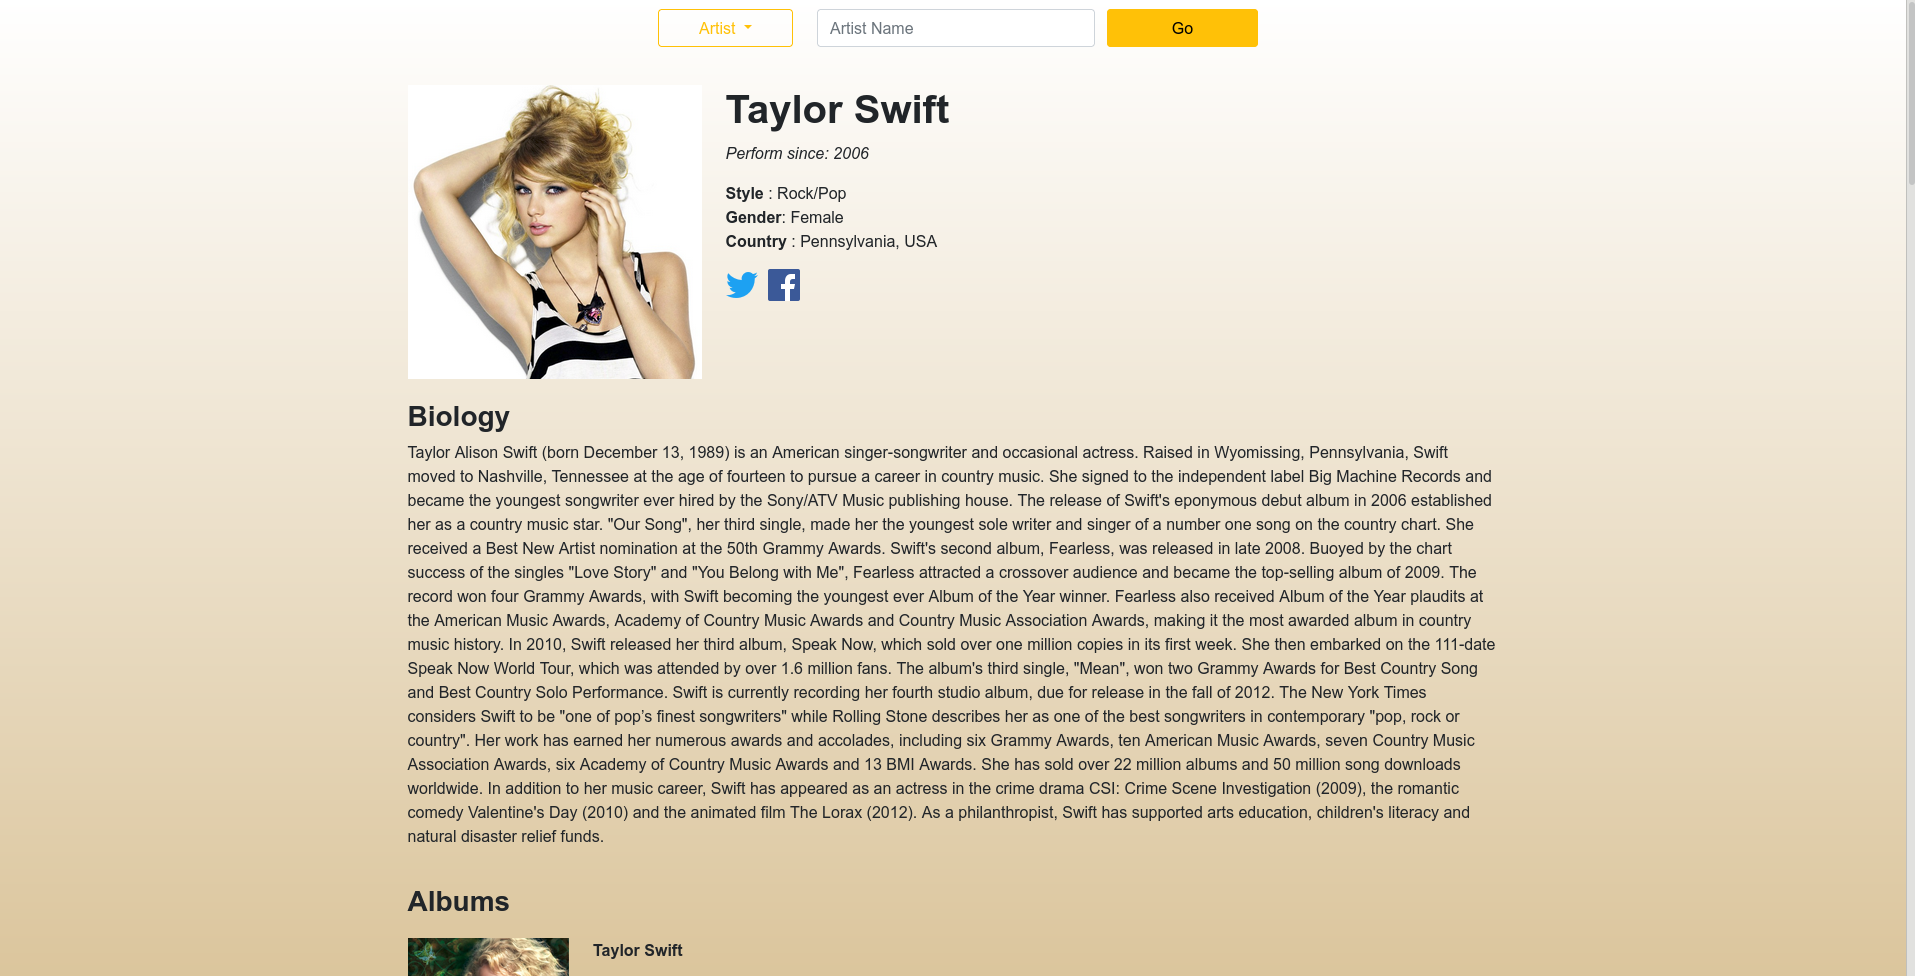 Artist
Artist Name
Go
Taylor Swift
Perform since: 2006
Style : Rock/Pop
Gender: Female
Country : Pennsylvania, USA
Biology
Taylor Alison Swift (born December 13, 1989) is an American singer-songwriter and occasional actress. Raised in Wyomissing, Pennsylvania, Swift
moved to Nashville, Tennessee at the age of fourteen to pursue a career in country music. She signed to the independent label Big Machine Records and
became the youngest songwriter ever hired by the Sony/ATV Music publishing house. The release of Swift's eponymous debut album in 2006 established
her as a country music star. "Our Song", her third single, made her the youngest sole writer and singer of a number one song on the country chart. She
received a Best New Artist nomination at the 50th Grammy Awards. Swift's second album, Fearless, was released in late 2008. Buoyed by the chart
success of the singles "Love Story" and "You Belong with Me", Fearless attracted a crossover audience and became the top-selling album of 2009. The
record won four Grammy Awards, with Swift becoming the youngest ever Album of the Year winner. Fearless also received Album of the Year plaudits at
the American Music Awards, Academy of Country Music Awards and Country Music Association Awards, making it the most awarded album in country
music history. In 2010, Swift released her third album, Speak Now, which sold over one million copies in its first week. She then embarked on the 111-date
Speak Now World Tour, which was attended by over 1.6 million fans. The album's third single, "Mean", won two Grammy Awards for Best Country Song
and Best Country Solo Performance. Swift is currently recording her fourth studio album, due for release in the fall of 2012. The New York Times
considers Swift to be "one of pop’s finest songwriters" while Rolling Stone describes her as one of the best songwriters in contemporary "pop, rock or
country". Her work has earned her numerous awards and accolades, including six Grammy Awards, ten American Music Awards, seven Country Music
Association Awards, six Academy of Country Music Awards and 13 BMI Awards. She has sold over 22 million albums and 50 million song downloads
worldwide. In addition to her music career, Swift has appeared as an actress in the crime drama CSI: Crime Scene Investigation (2009), the romantic
comedy Valentine's Day (2010) and the animated film The Lorax (2012). As a philanthropist, Swift has supported arts education, children's literacy and
natural disaster relief funds.
Albums
Taylor Swift